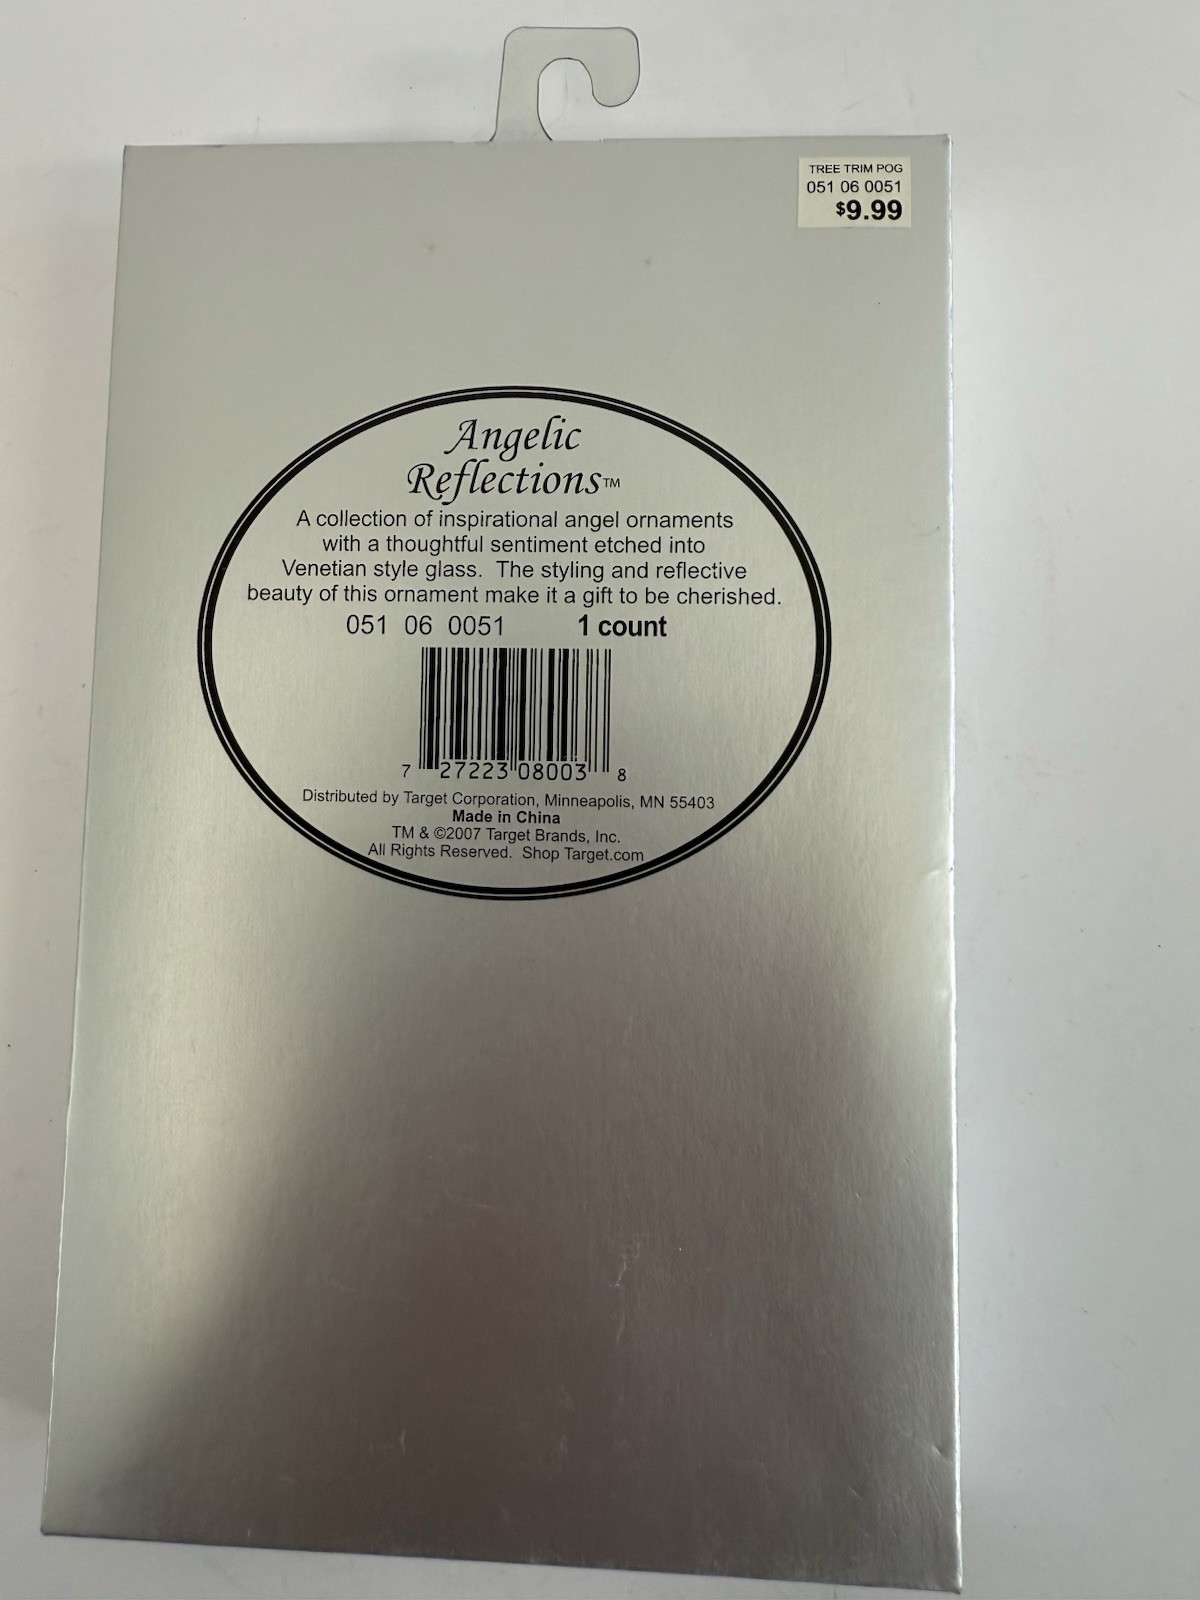 TREE TRIM POG
051 06 0051
$9.99
Angelic
Reflections™
A collection of inspirational angel ornaments
with a thoughtful sentiment etched into
Venetian style glass. The styling and reflective
beauty of this ornament make it a gift to be cherished.
051 06 0051 1 count
7 27223 08003 8
Distributed by Target Corporation, Minneapolis, MN 55403
Made in China
TM & ©2007 Target Brands, Inc.
All Rights Reserved. Shop Target.com